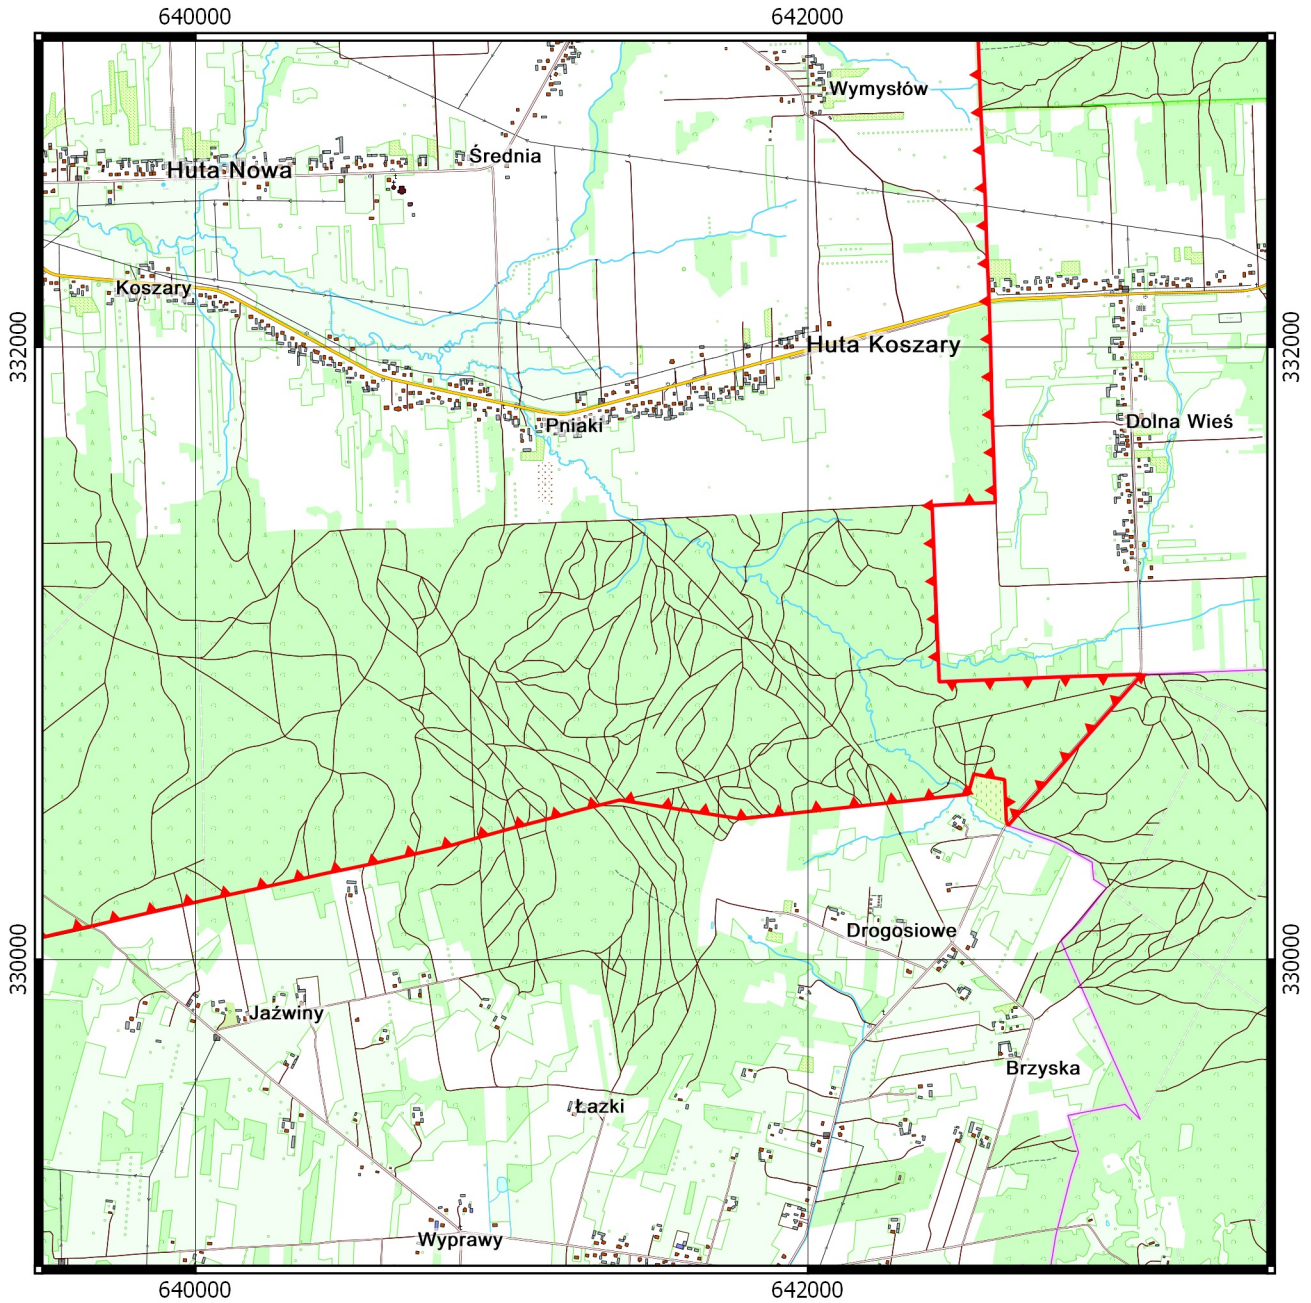 640000 642000
Wymysłów
Średnia
Huta Nowa
Koszary
332000 332000
Huta Koszary
Pniaki
Dolna Wieś
Drogosiowe
330000 330000
Jaźwiny
Brzyska
Łazki
Wyprawy
640000 642000